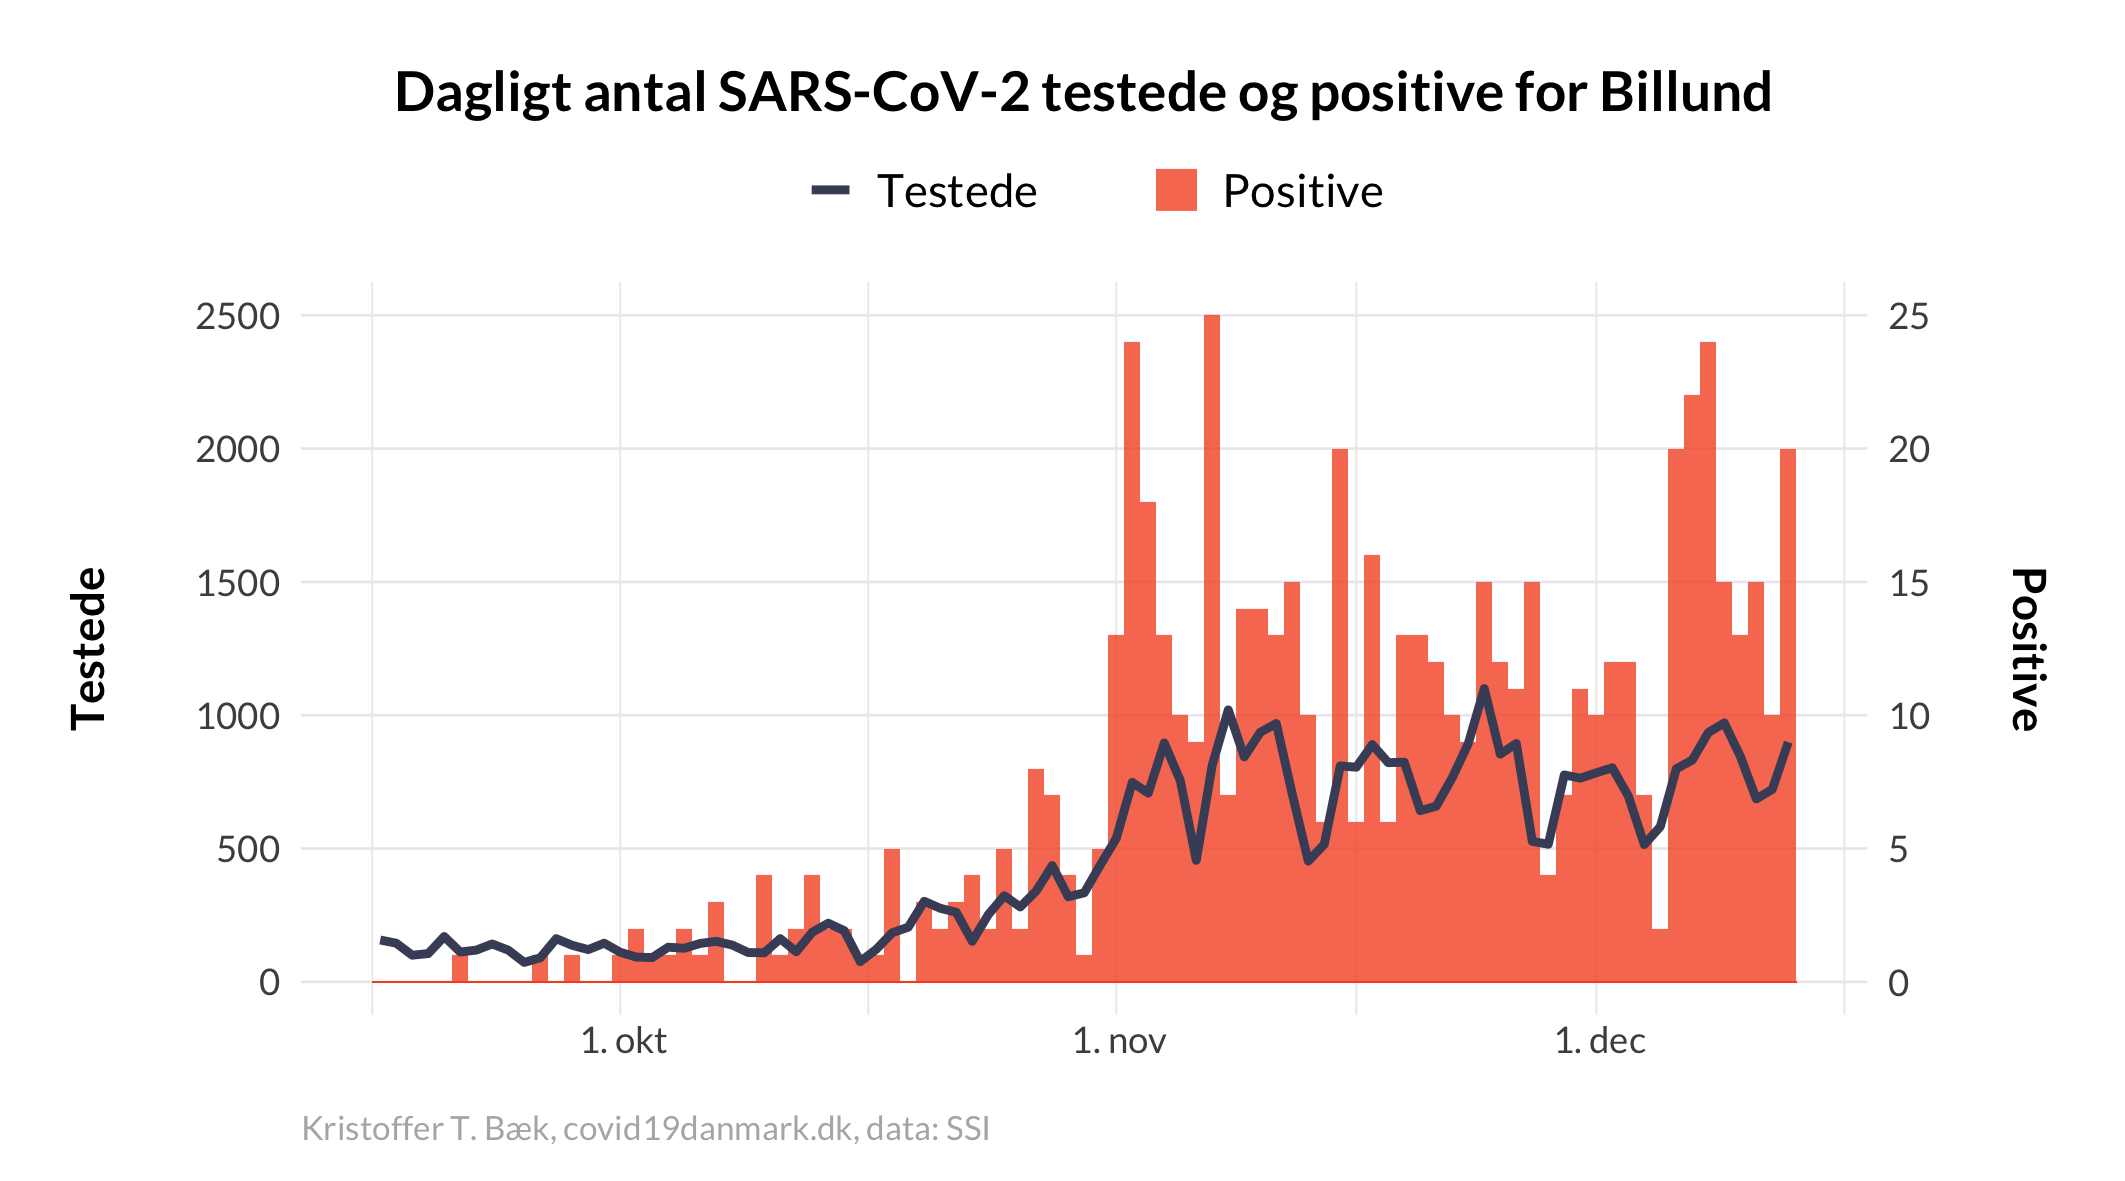 Dagligt antal SARS-CoV-2 testede og positive for Billund
Testede
Positive
2500
2000
1500
1000
500
0
25
20
15
10
5
0
Testede
Positive
1. okt
1. nov
1. dec
Kristoffer T. Bæk, covid19danmark.dk, data: SSI